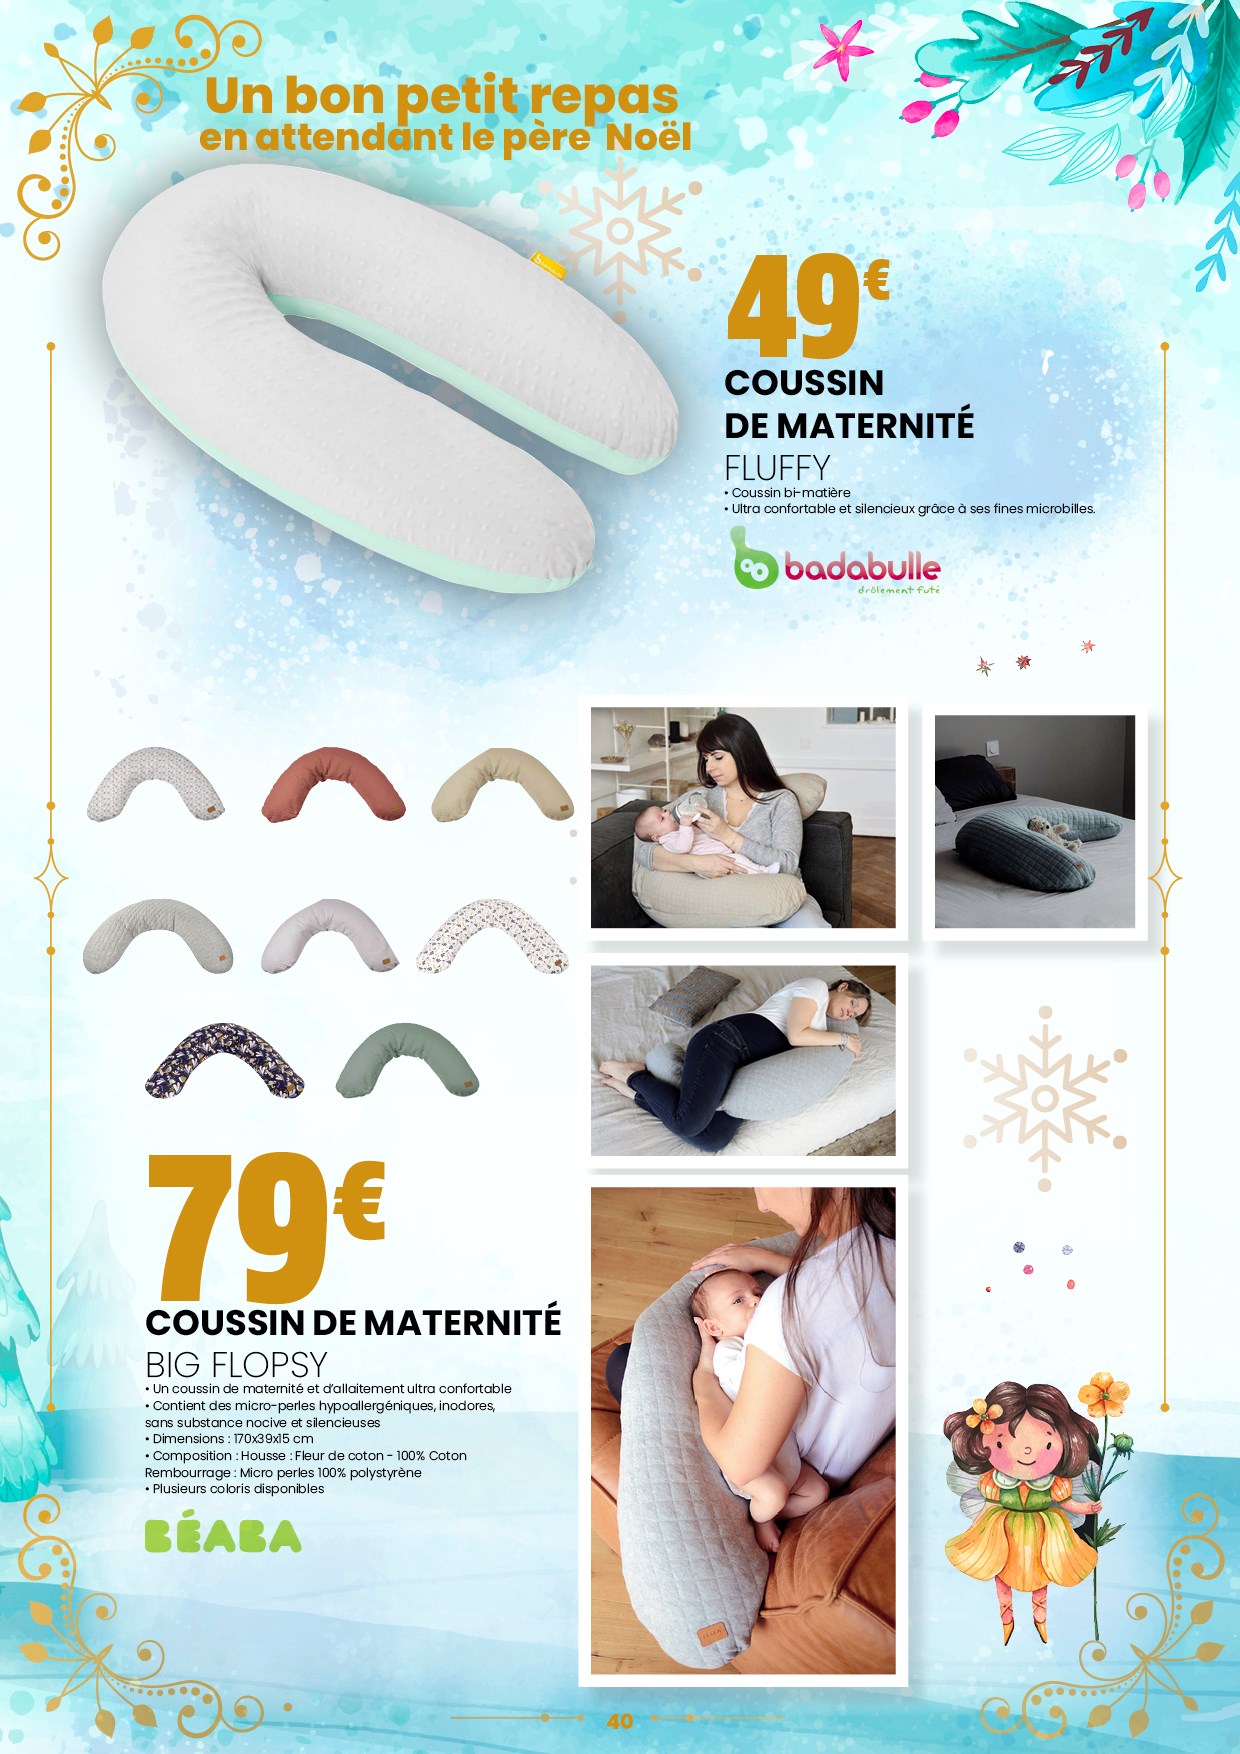 Un bon petit repas
en attendant le père Noël
49€
COUSSIN
DE MATERNITÉ
FLUFFY
• Coussin bi-matière
• Ultra confortable et silencieux grâce à ses fines microbilles.
badabulle
drôlement futé
79€
COUSSIN DE MATERNITÉ
BIG FLOPSY
• Un coussin de maternité et d'allaitement ultra confortable
• Contient des micro-perles hypoallergéniques, inodores,
sans substance nocive et silencieuses
• Dimensions : 170x39x15 cm
• Composition : Housse : Fleur de coton - 100% Coton
Rembourrage : Micro perles 100% polystyrène
• Plusieurs coloris disponibles
BÉABA
40